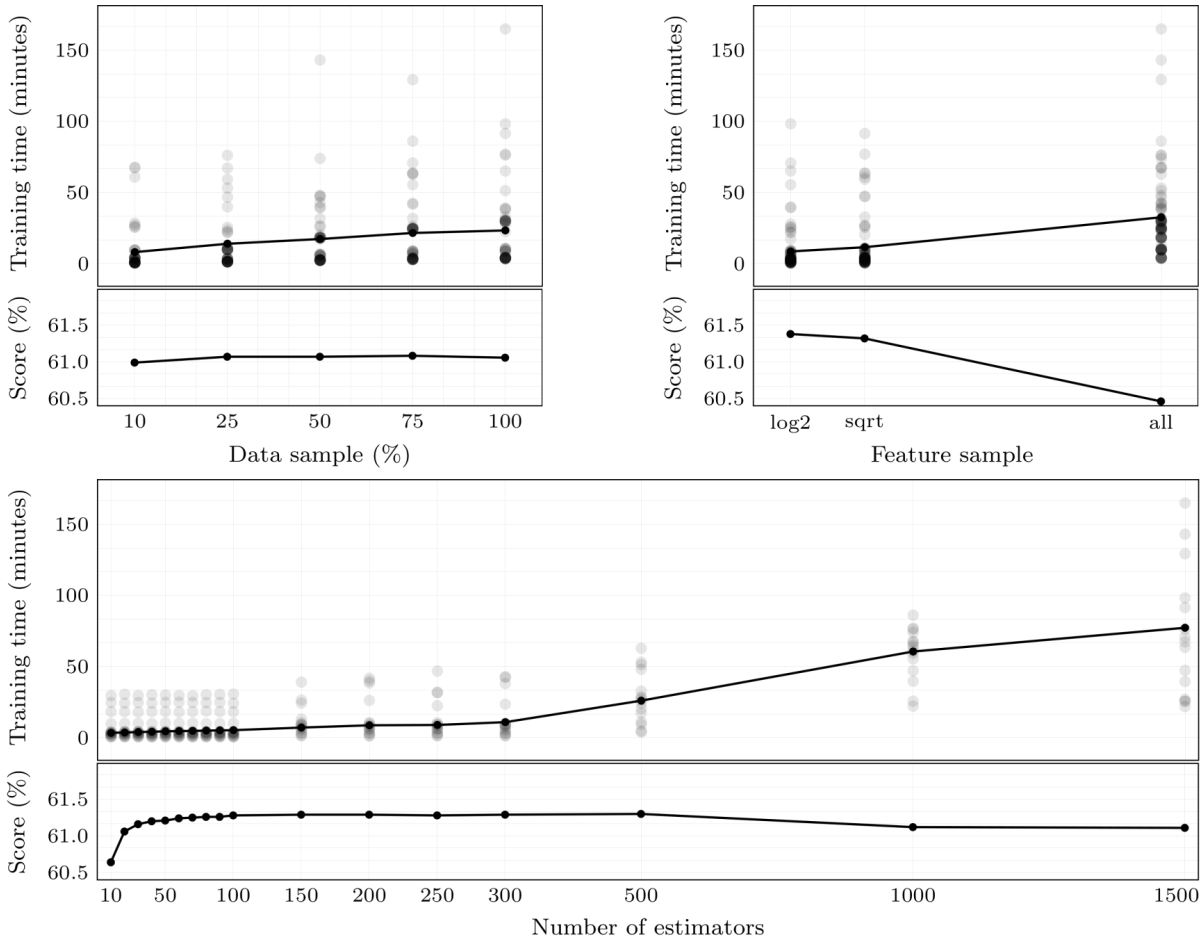 Training time (minutes)
150
100
50
0
Score (%)
61.5
61.0
60.5
10 25 50 75 100
Data sample (%)
Training time (minutes)
150
100
50
0
Score (%)
61.5
61.0
60.5
log2 sqrt all
Feature sample
Training time (minutes)
150
100
50
0
Score (%)
61.5
61.0
60.5
10 50 100 150 200 250 300 500 1000 1500
Number of estimators